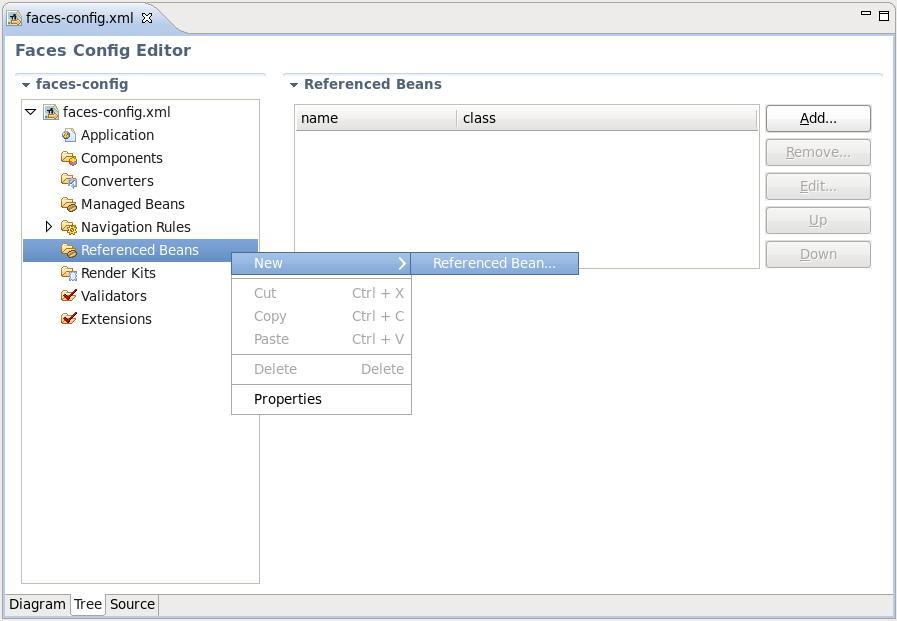 faces-config.xml
Faces Config Editor
faces-config
faces-config.xml
Application
Components
Converters
Managed Beans
Navigation Rules
Referenced Beans
Render Kits
Validators
Extensions
Referenced Beans
name class
Add...
Remove...
Edit...
Up
Down
New Referenced Bean...
Cut Ctrl + X
Copy Ctrl + C
Paste Ctrl + V
Delete Delete
Properties
Diagram Tree Source